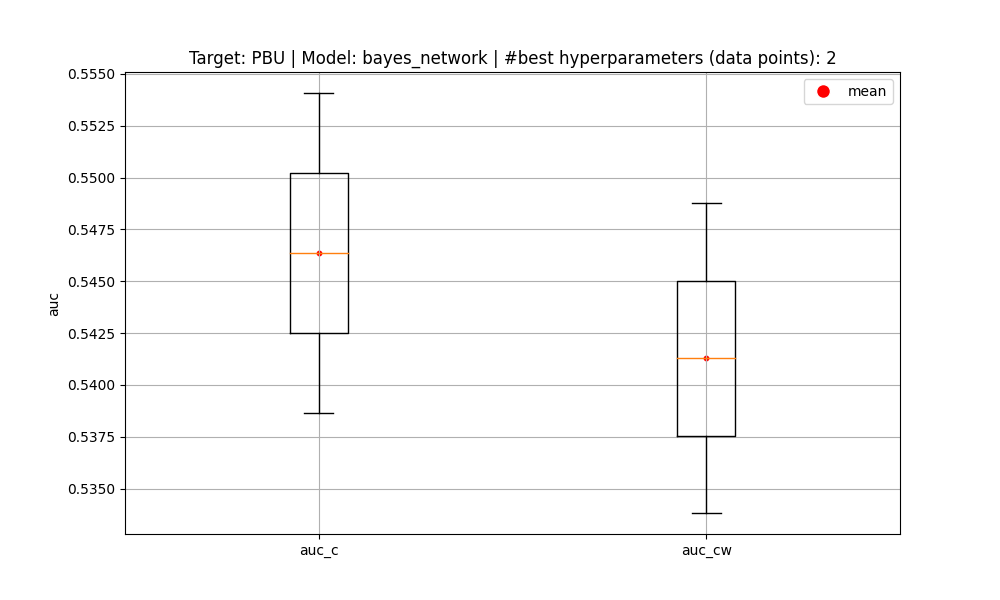 Target: PBU | Model: bayes_network | #best hyperparameters (data points): 2
mean
0.5550
0.5525
0.5500
0.5475
0.5450
0.5425
0.5400
0.5375
0.5350
auc
auc_c
auc_cw